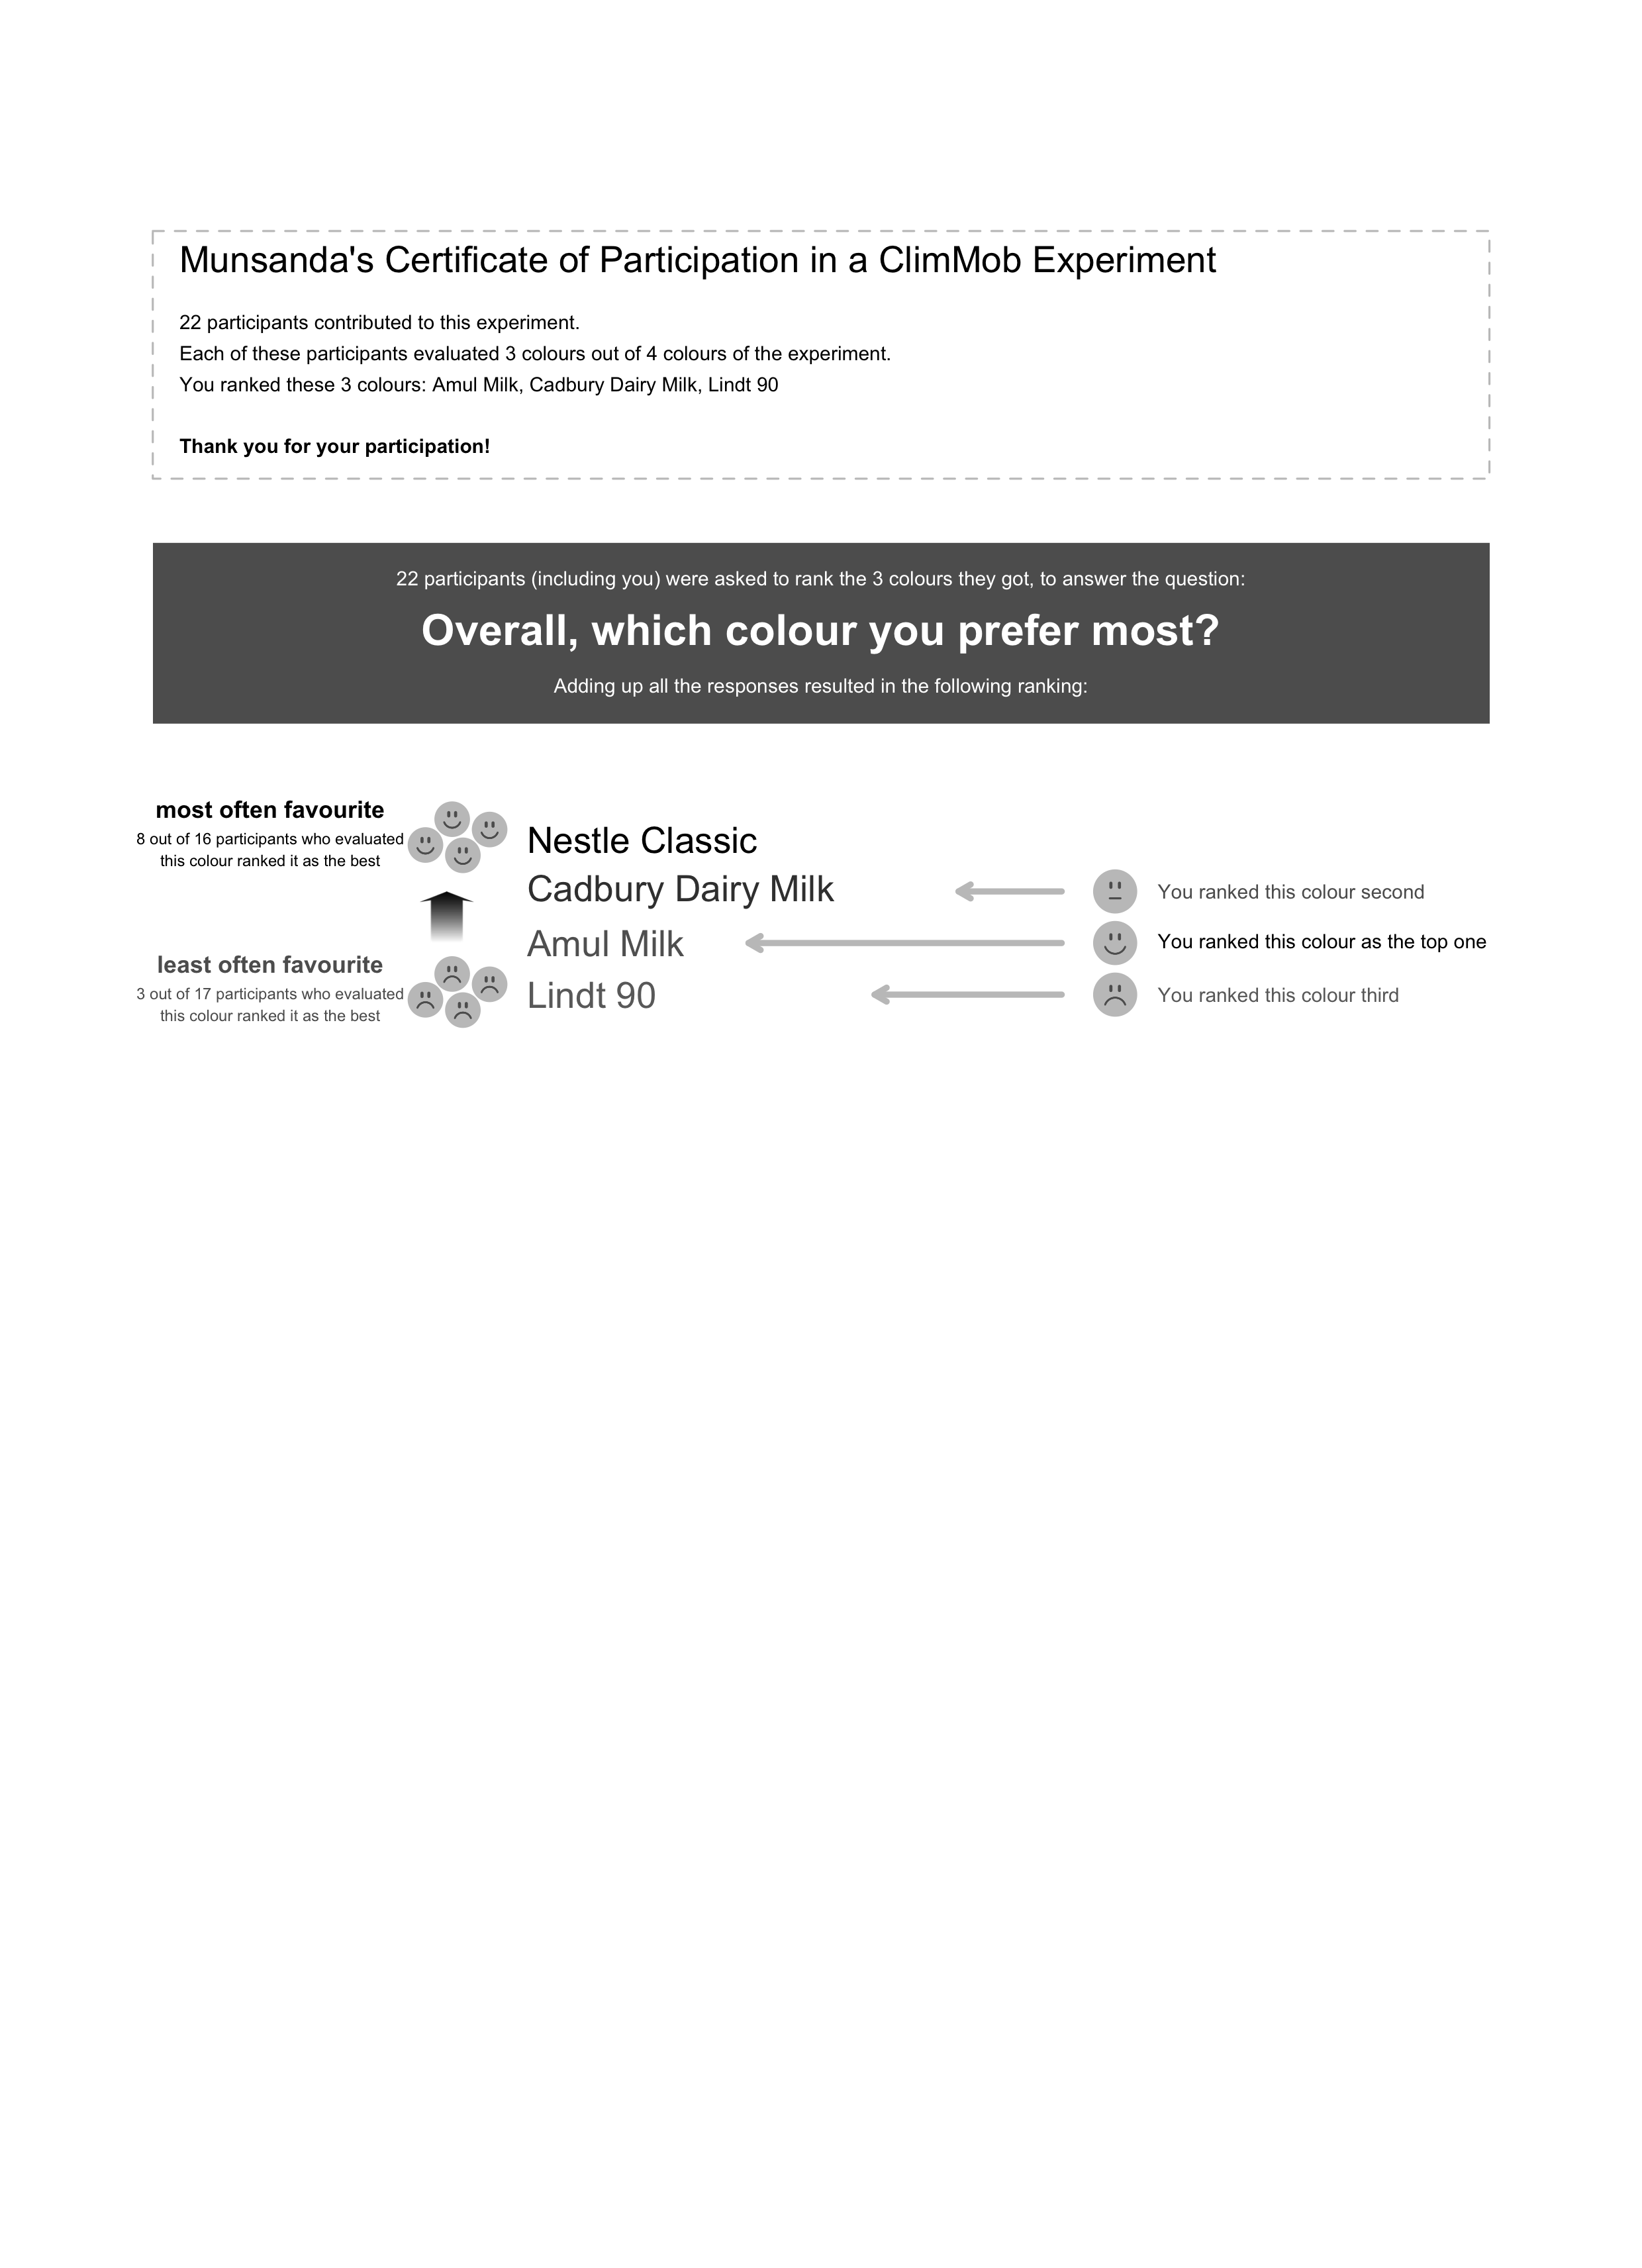 Munsanda's Certificate of Participation in a ClimMob Experiment
22 participants contributed to this experiment.
Each of these participants evaluated 3 colours out of 4 colours of the experiment.
You ranked these 3 colours: Amul Milk, Cadbury Dairy Milk, Lindt 90
Thank you for your participation!
22 participants (including you) were asked to rank the 3 colours they got, to answer the question:
Overall, which colour you prefer most?
Adding up all the responses resulted in the following ranking:
most often favourite
8 out of 16 participants who evaluated
this colour ranked it as the best
Nestle Classic
Cadbury Dairy Milk
You ranked this colour second
Amul Milk
You ranked this colour as the top one
least often favourite
3 out of 17 participants who evaluated
this colour ranked it as the best
Lindt 90
You ranked this colour third